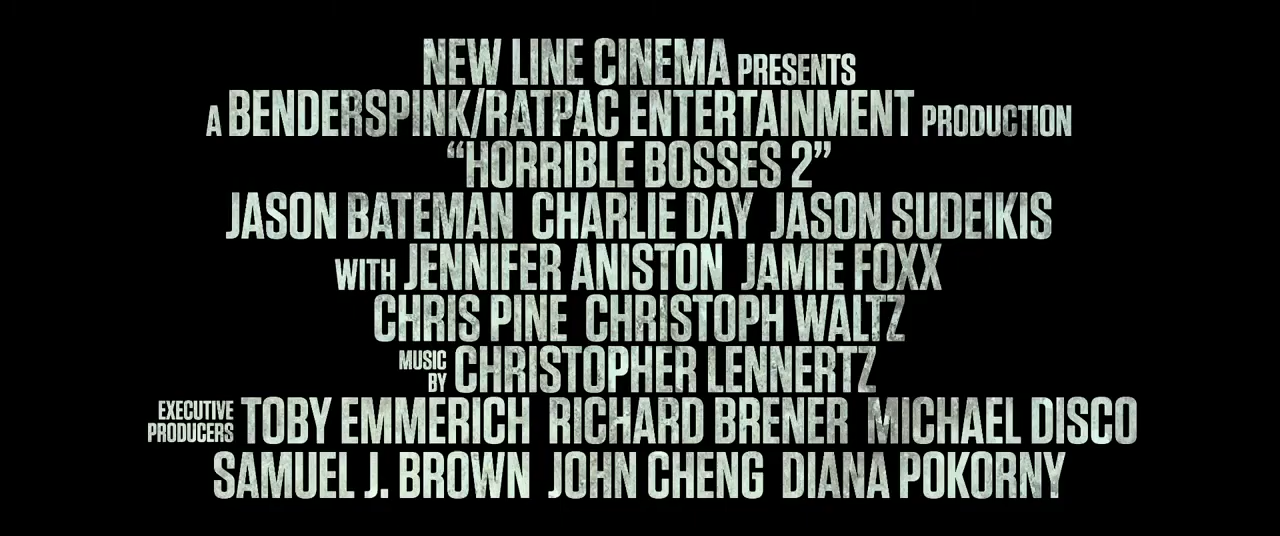 NEW LINE CINEMA PRESENTS
A BENDERSPINK/RATPAC ENTERTAINMENT PRODUCTION
“HORRIBLE BOSSES 2”
JASON BATEMAN CHARLIE DAY JASON SUDEIKIS
WITH JENNIFER ANISTON JAMIE FOXX
CHRIS PINE CHRISTOPH WALTZ
MUSIC BY CHRISTOPHER LENNERTZ
EXECUTIVE PRODUCERS TOBY EMMERICH RICHARD BRENER MICHAEL DISCO
SAMUEL J. BROWN JOHN CHENG DIANA POKORNY